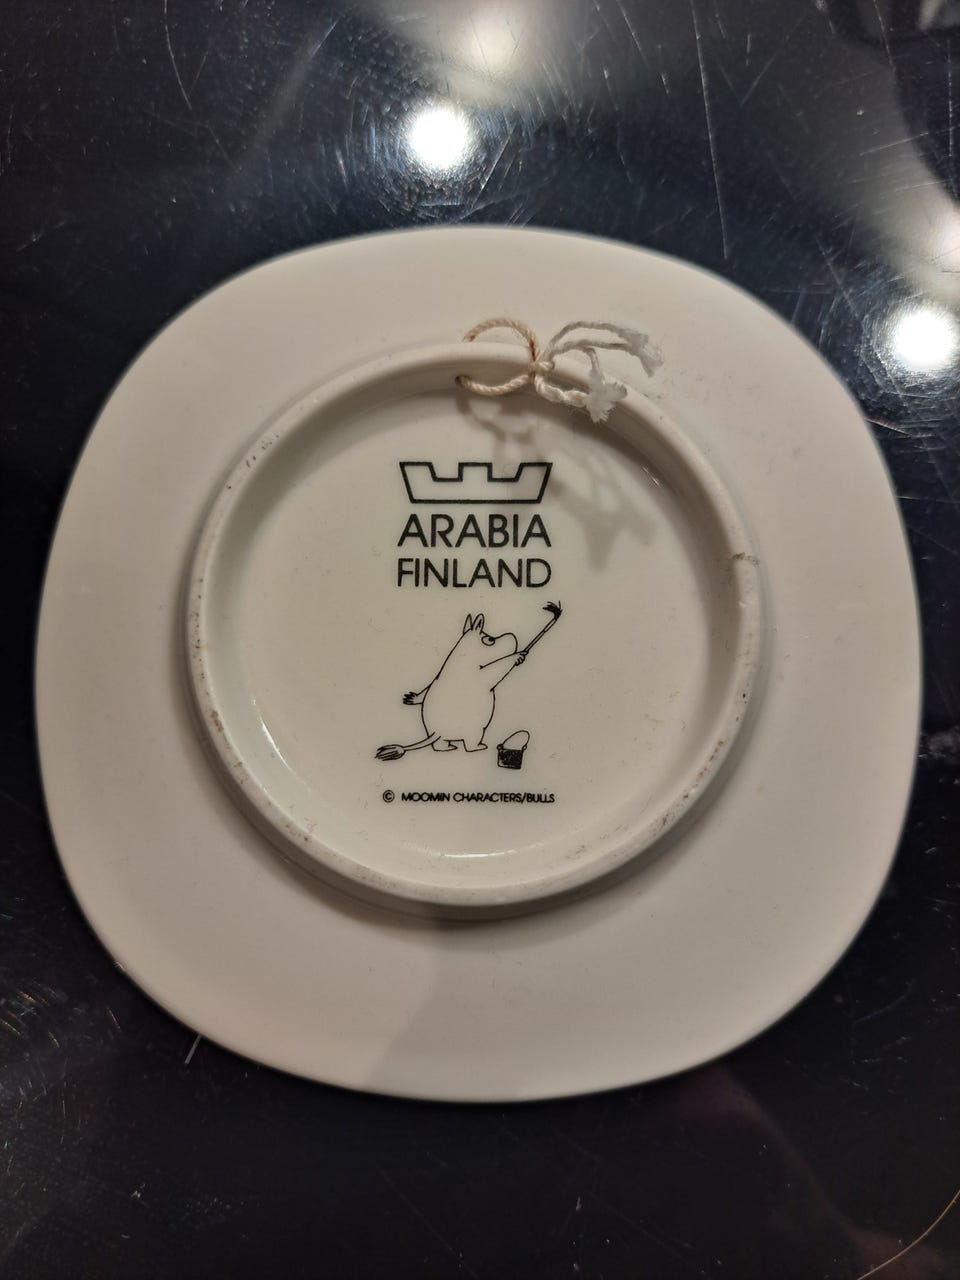 ARABIA
FINLAND
© MOOMIN CHARACTERS/BULLS